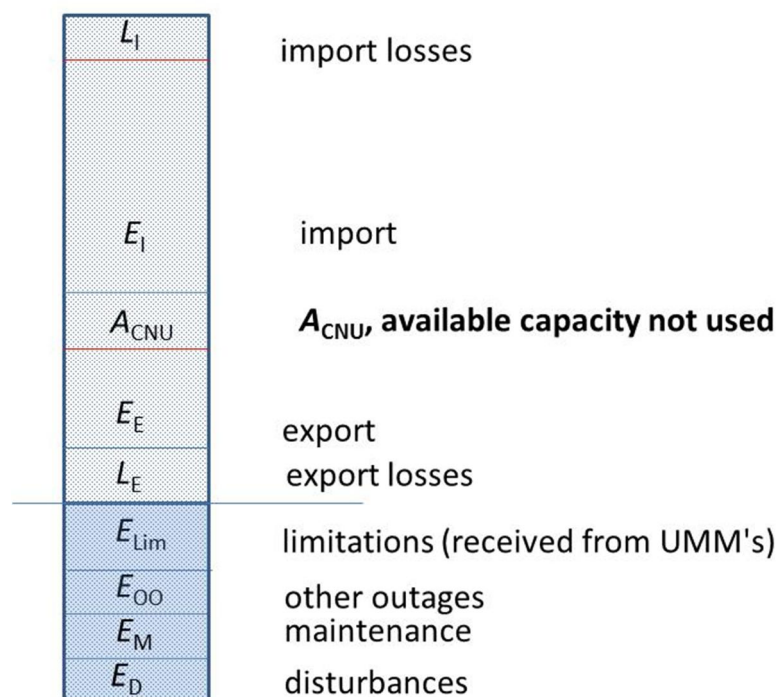 L_I import losses
E_I import
A_CNU A_CNU, available capacity not used
E_E export
L_E export losses
E_Lim limitations (received from UMM's)
E_OO other outages
E_M maintenance
E_D disturbances